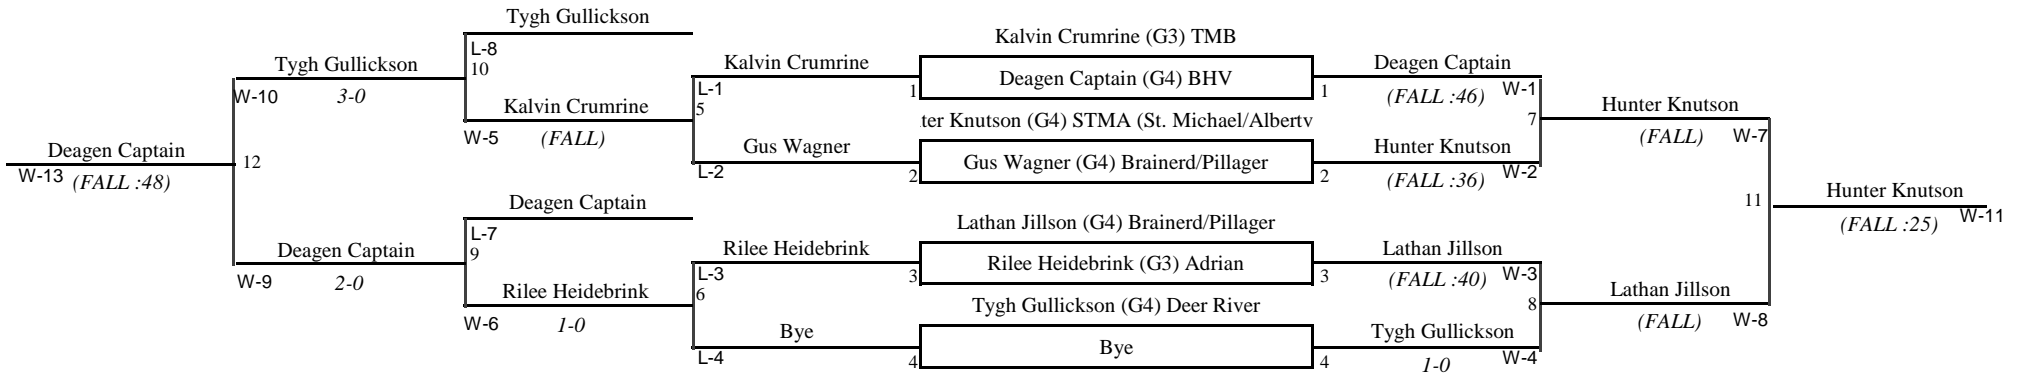 Tygh Gullickson
L-8
10
Tygh Gullickson
W-10
3-0
Kalvin Crumrine
W-5
(FALL)
Kalvin Crumrine
L-1
5
Gus Wagner
L-2
Deagen Captain
W-13
(FALL :48)
12
Deagen Captain
L-7
9
Deagen Captain
W-9
2-0
Rilee Heidebrink
W-6
1-0
Rilee Heidebrink
L-3
6
Bye
L-4
Kalvin Crumrine (G3) TMB
1
Deagen Captain (G4) BHV
1
ter Knutson (G4) STMA (St. Michael/Albertv
2
Gus Wagner (G4) Brainerd/Pillager
2
Lathan Jillson (G4) Brainerd/Pillager
3
Rilee Heidebrink (G3) Adrian
3
Tygh Gullickson (G4) Deer River
4
Bye
4
Deagen Captain
(FALL :46)
W-1
7
Hunter Knutson
(FALL :36)
W-2
Hunter Knutson
(FALL)
W-7
Lathan Jillson
(FALL :40)
W-3
8
Tygh Gullickson
1-0
W-4
Lathan Jillson
(FALL)
W-8
11
Hunter Knutson
(FALL :25)
W-11